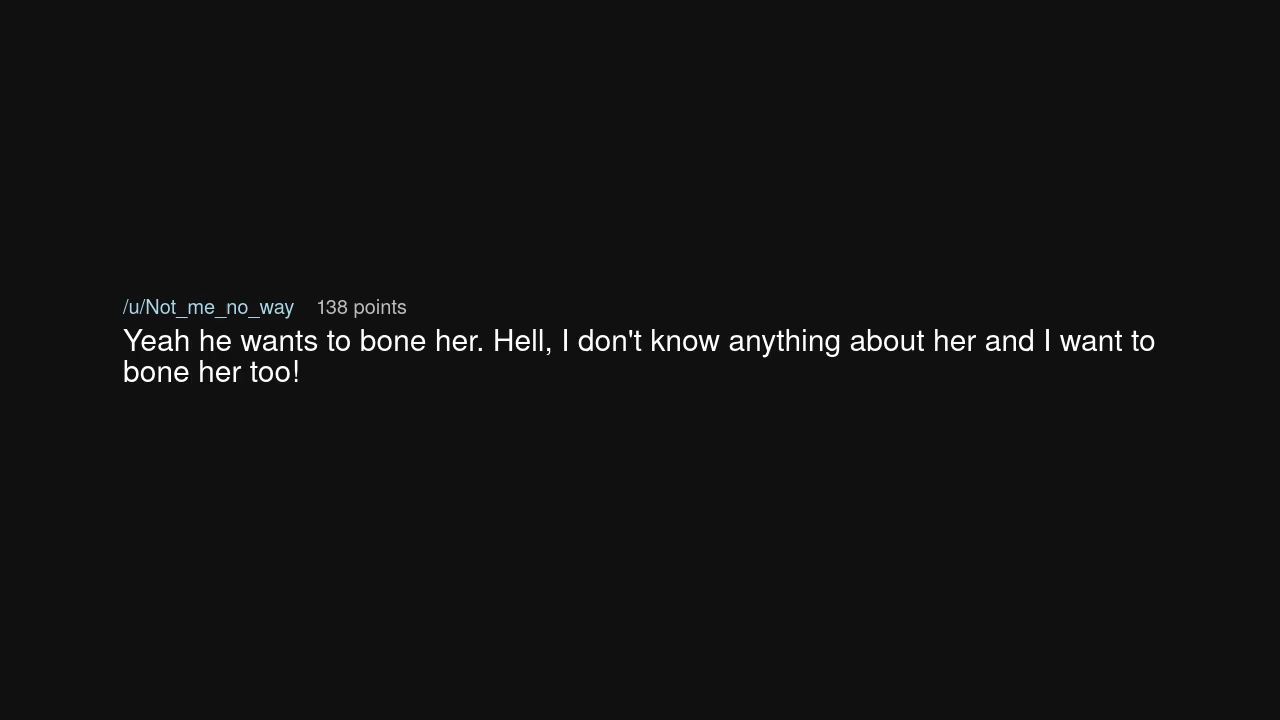 /u/Not_me_no_way 138 points
Yeah he wants to bone her. Hell, I don't know anything about her and I want to
bone her too!